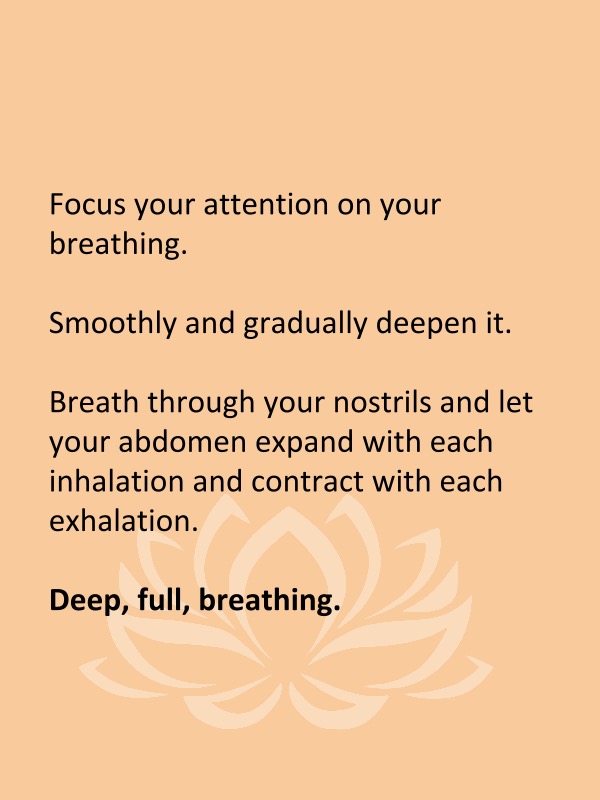 Focus your attention on your
breathing.
Smoothly and gradually deepen it.
Breath through your nostrils and let
your abdomen expand with each
inhalation and contract with each
exhalation.
Deep, full, breathing.